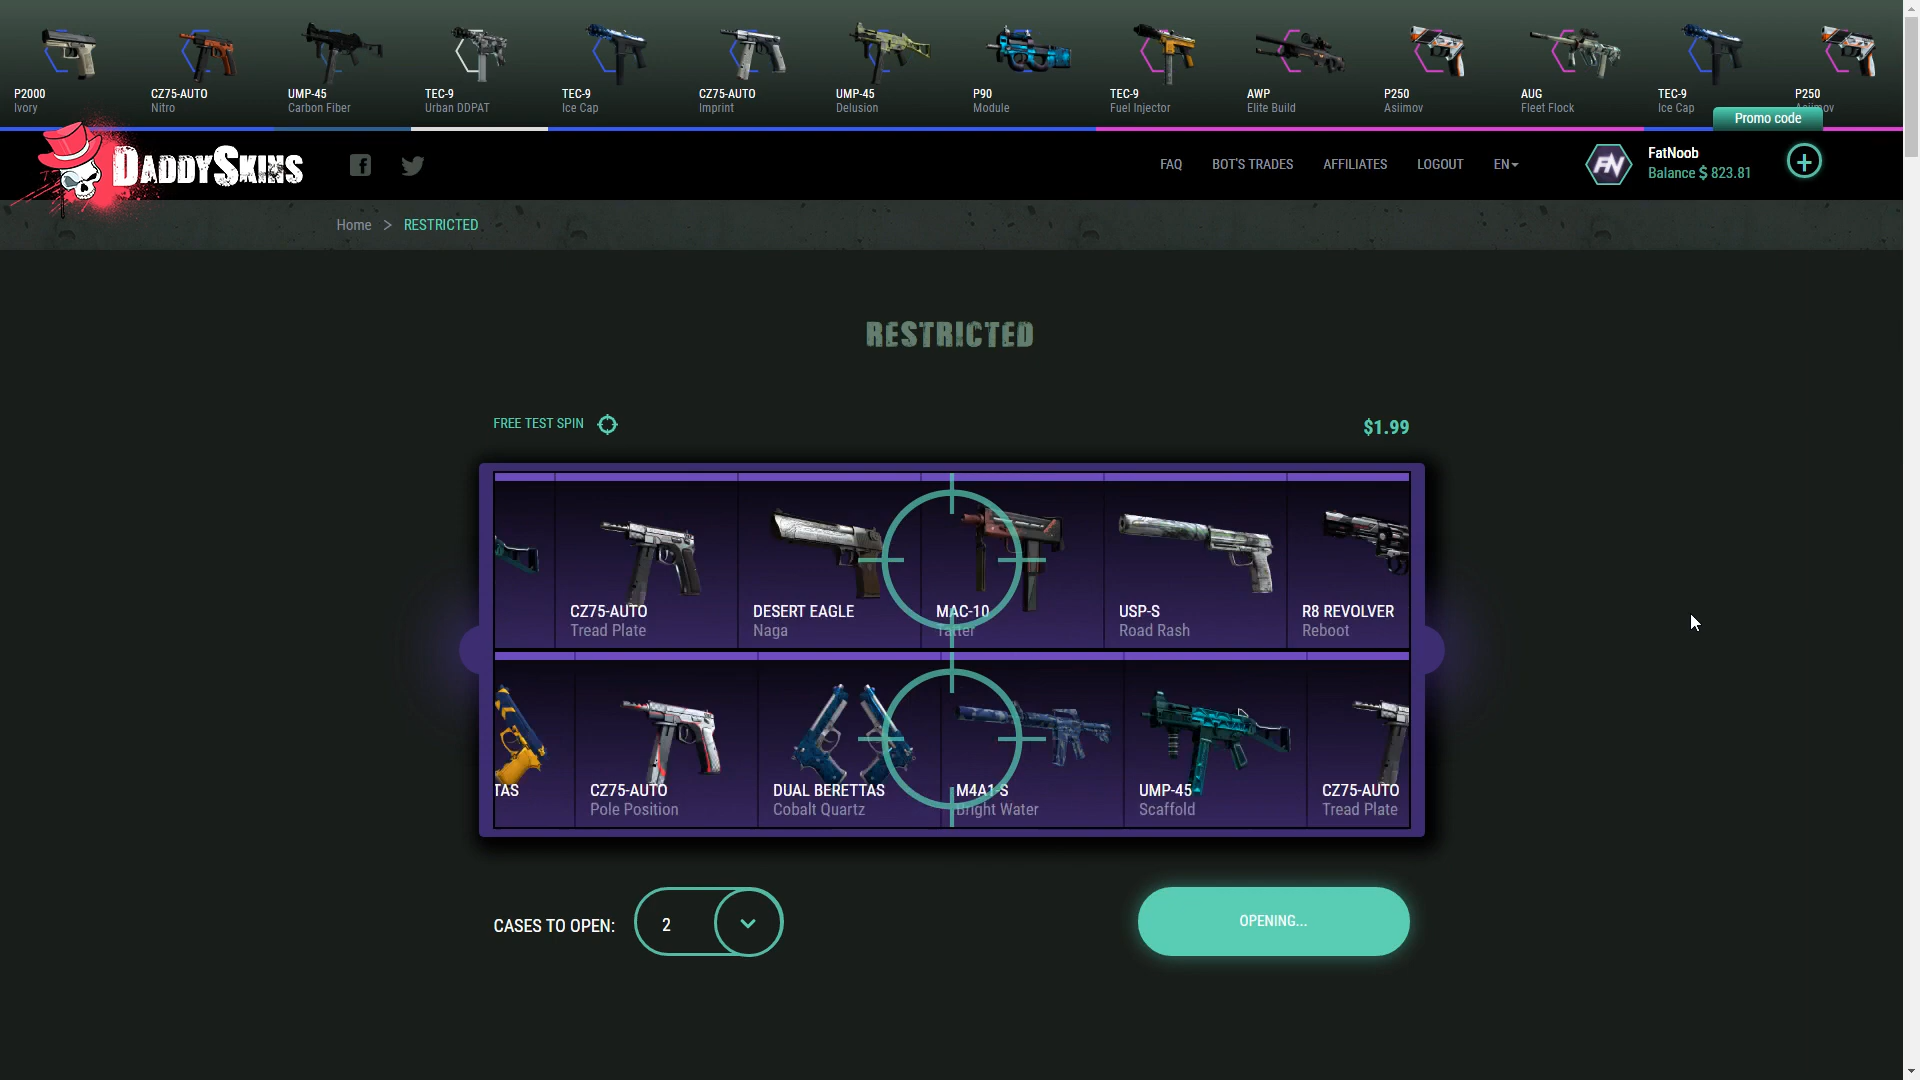 P2000
Ivory
CZ75-AUTO
Nitro
UMP-45
Carbon Fiber
TEC-9
Urban DDPAT
TEC-9
Ice Cap
CZ75-AUTO
Imprint
UMP-45
Delusion
P90
Module
TEC-9
Fuel Injector
AWP
Elite Build
P250
Asiimov
AUG
Fleet Flock
TEC-9
Ice Cap
P250
Asiimov
Promo code
DADDYSKINS
FAQ
BOT'S TRADES
AFFILIATES
LOGOUT
EN
FN
FatNoob
Balance $ 823.81
Home > RESTRICTED
RESTRICTED
FREE TEST SPIN
$1.99
CZ75-AUTO
Tread Plate
DESERT EAGLE
Naga
MAC-10
Tatter
USP-S
Road Rash
R8 REVOLVER
Reboot
TAS
CZ75-AUTO
Pole Position
DUAL BERETTAS
Cobalt Quartz
M4A1-S
Bright Water
UMP-45
Scaffold
CZ75-AUTO
Tread Plate
CASES TO OPEN:
2
OPENING...